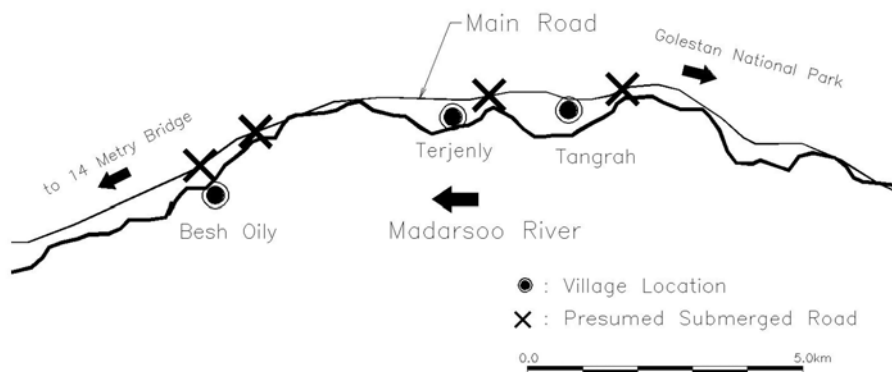 Main Road
Golestan National Park
to 14 Metry Bridge
Terjenly
Tangrah
Besh Oily
Madarsoo River
: Village Location
: Presumed Submerged Road
0.0
5.0km